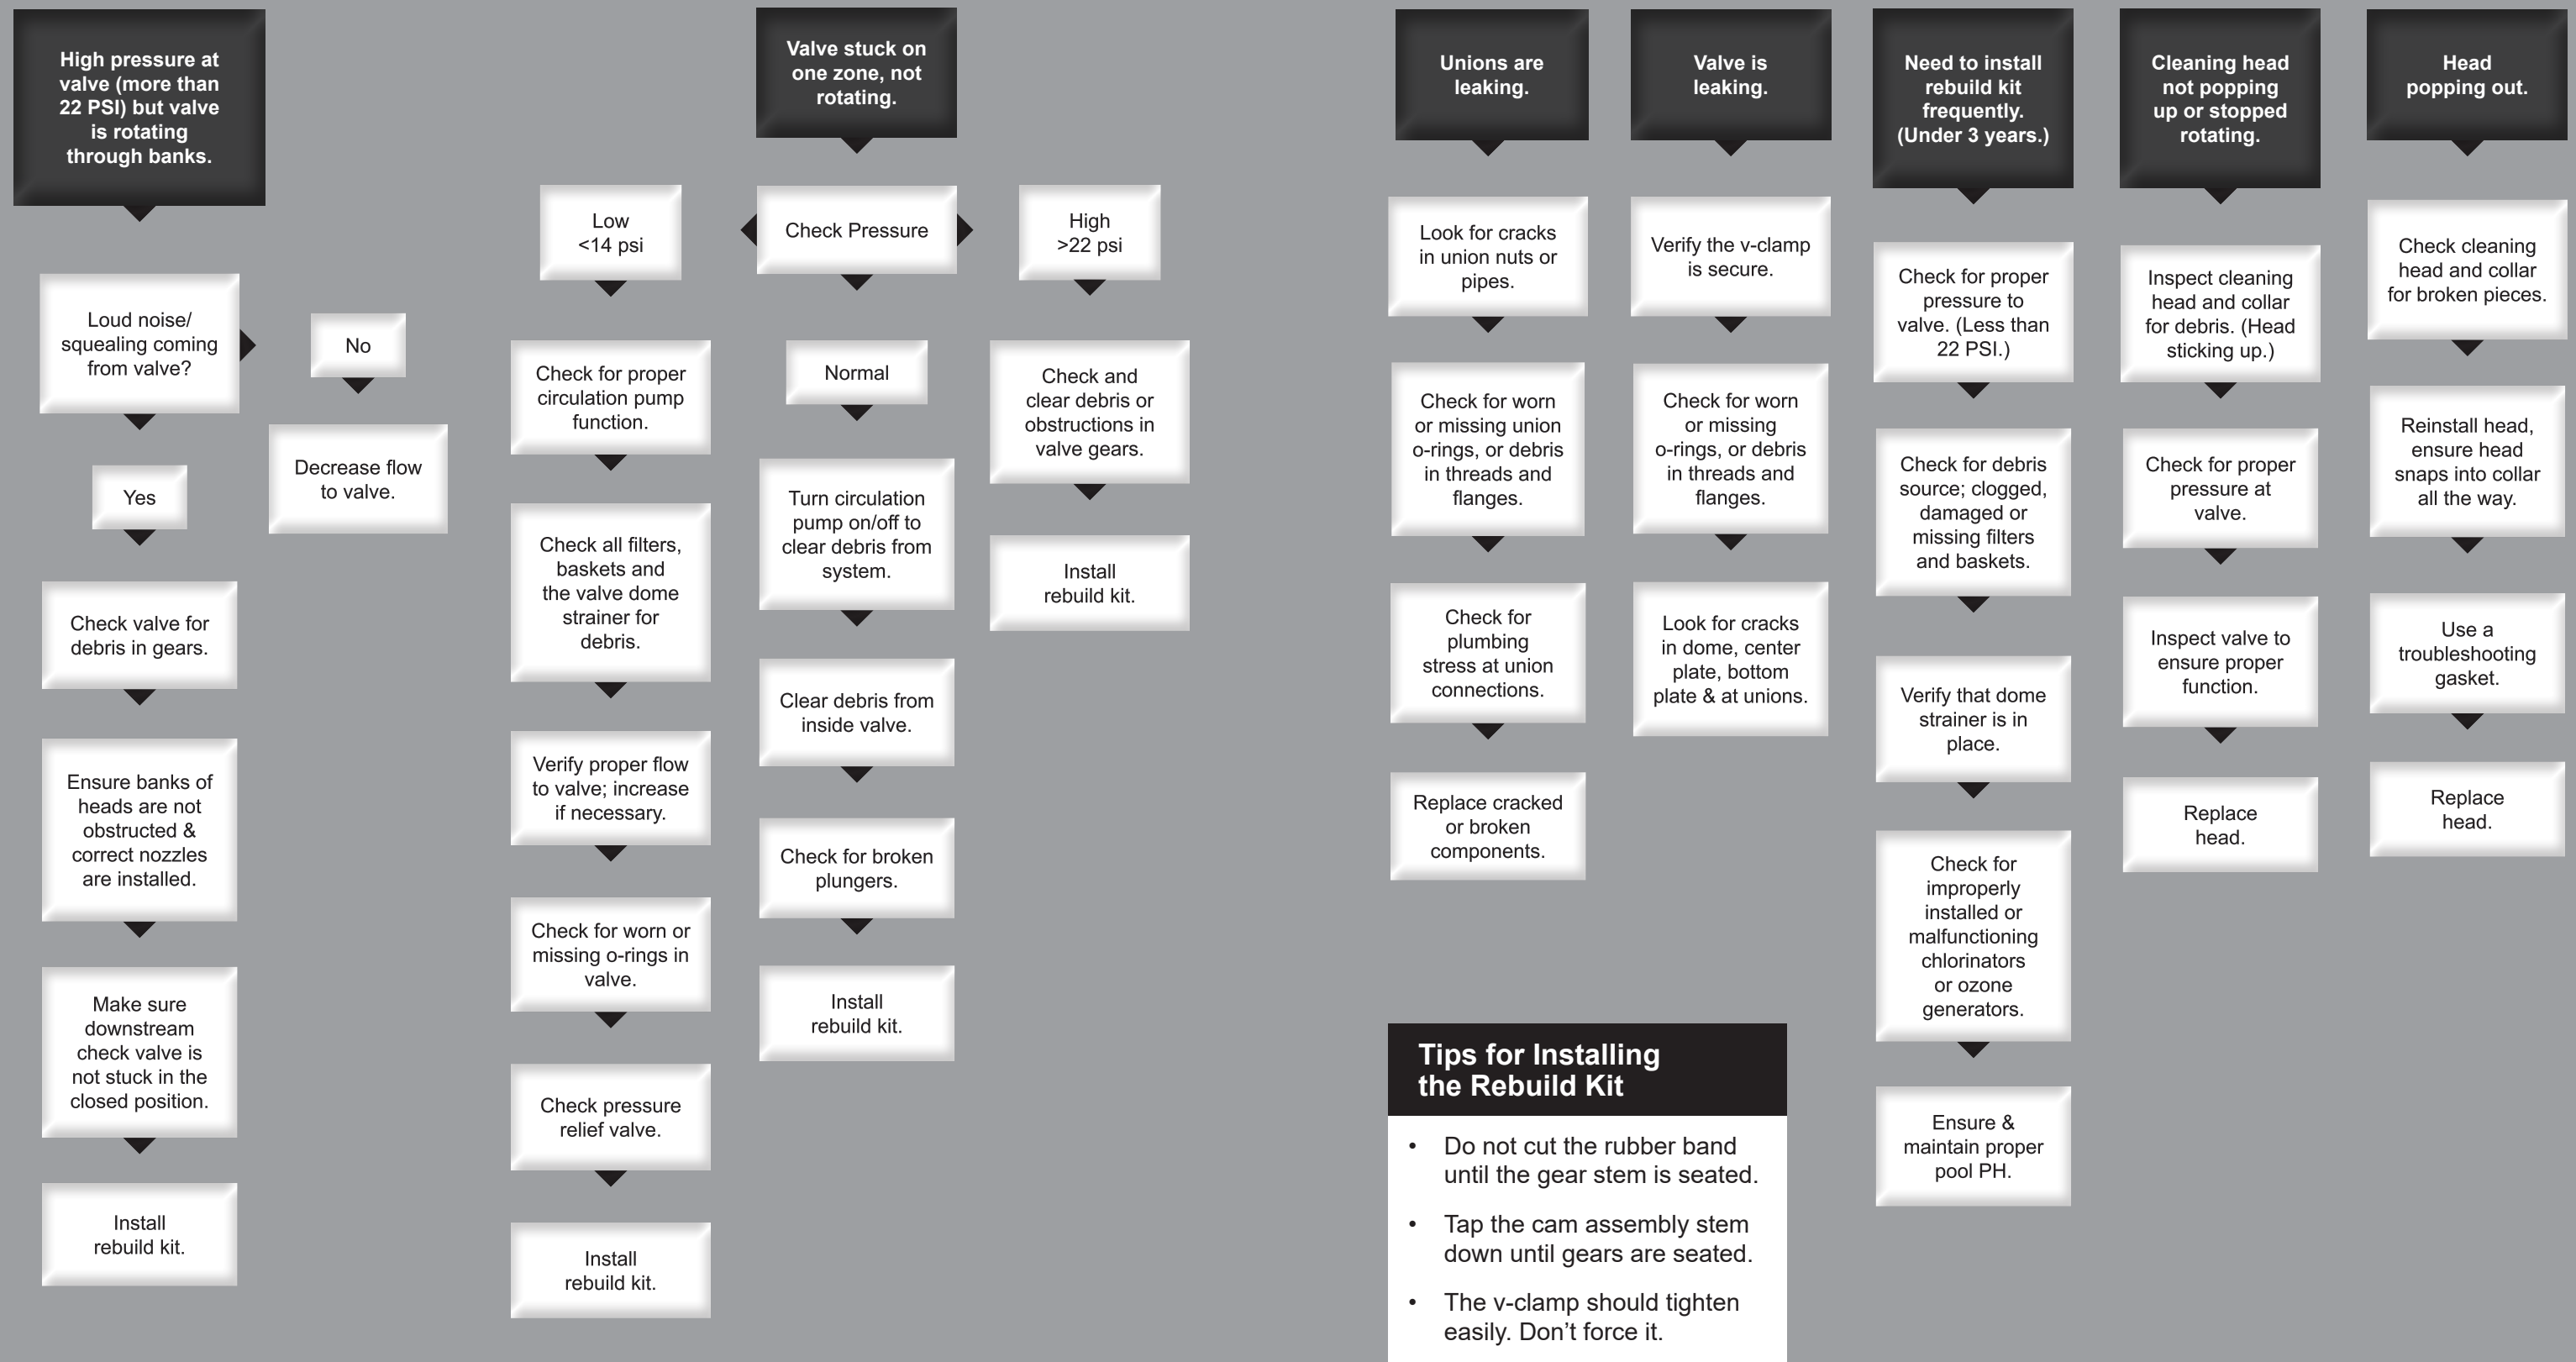 High pressure at
valve (more than
22 PSI) but valve
is rotating
through banks.
Loud noise/
squealing coming
from valve?
No
Decrease flow
to valve.
Yes
Check valve for
debris in gears.
Ensure banks of
heads are not
obstructed &
correct nozzles
are installed.
Make sure
downstream
check valve is
not stuck in the
closed position.
Install
rebuild kit.
Valve stuck on
one zone, not
rotating.
Check Pressure
Low
<14 psi
Check for proper
circulation pump
function.
Check all filters,
baskets and
the valve dome
strainer for
debris.
Verify proper flow
to valve; increase
if necessary.
Check for worn or
missing o-rings in
valve.
Check pressure
relief valve.
Install
rebuild kit.
Normal
Turn circulation
pump on/off to
clear debris from
system.
Clear debris from
inside valve.
Check for broken
plungers.
Install
rebuild kit.
High
>22 psi
Check and
clear debris or
obstructions in
valve gears.
Install
rebuild kit.
Unions are
leaking.
Look for cracks
in union nuts or
pipes.
Check for worn
or missing union
o-rings, or debris
in threads and
flanges.
Check for
plumbing
stress at union
connections.
Replace cracked
or broken
components.
Valve is
leaking.
Verify the v-clamp
is secure.
Check for worn
or missing
o-rings, or debris
in threads and
flanges.
Look for cracks
in dome, center
plate, bottom
plate & at unions.
Need to install
rebuild kit
frequently.
(Under 3 years.)
Check for proper
pressure to
valve. (Less than
22 PSI.)
Check for debris
source; clogged,
damaged or
missing filters
and baskets.
Verify that dome
strainer is in
place.
Check for
improperly
installed or
malfunctioning
chlorinators
or ozone
generators.
Ensure &
maintain proper
pool PH.
Cleaning head
not popping
up or stopped
rotating.
Inspect cleaning
head and collar
for debris. (Head
sticking up.)
Check for proper
pressure at
valve.
Inspect valve to
ensure proper
function.
Replace
head.
Head
popping out.
Check cleaning
head and collar
for broken pieces.
Reinstall head,
ensure head
snaps into collar
all the way.
Use a
troubleshooting
gasket.
Replace
head.
Tips for Installing
the Rebuild Kit
• Do not cut the rubber band
until the gear stem is seated.
• Tap the cam assembly stem
down until gears are seated.
• The v-clamp should tighten
easily. Don’t force it.